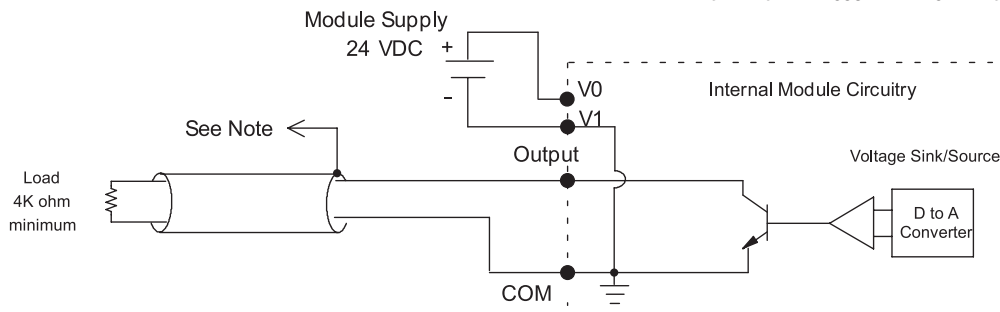 Module Supply
24 VDC
+
-
V0
V1
Internal Module Circuitry
See Note
Output
Voltage Sink/Source
Load
4K ohm
minimum
D to A
Converter
COM